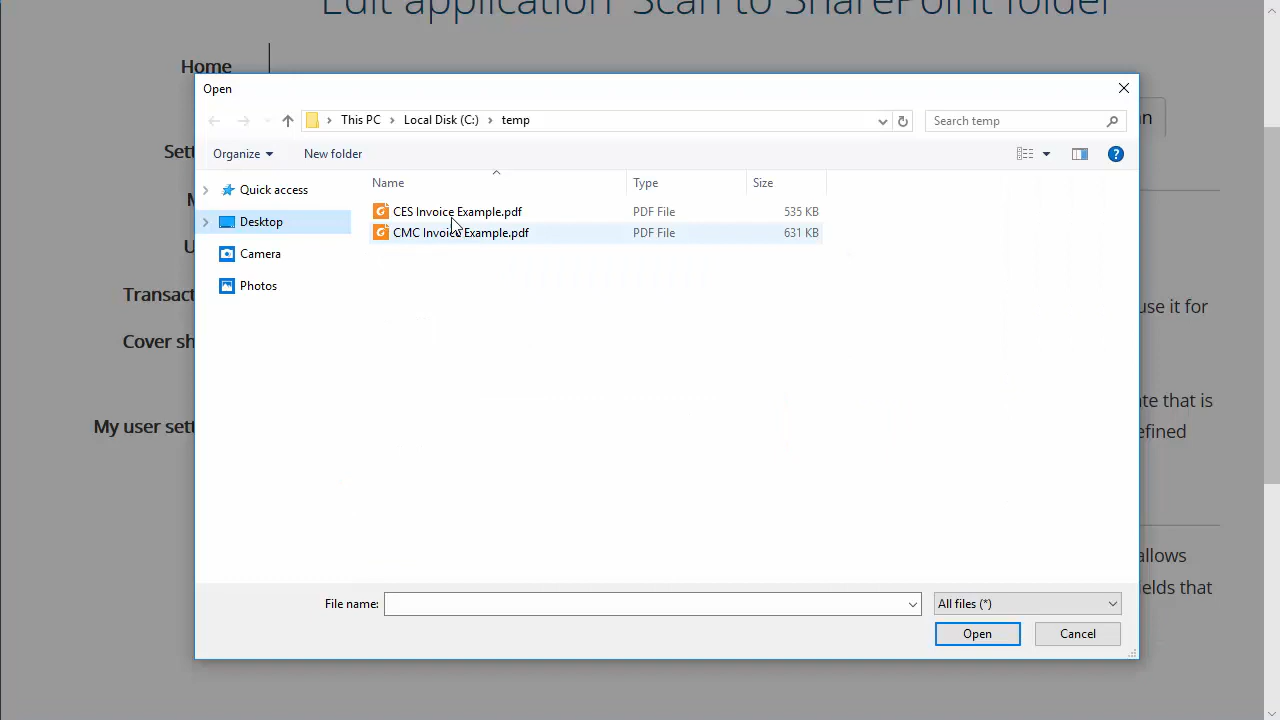 Edit application 'Scan to SharePoint folder'
Home
Open
This PC > Local Disk (C:) > temp
Search temp
Organize
New folder
Name
Type
Size
Quick access
CES Invoice Example.pdf
PDF File
535 KB
Desktop
CMC Invoice Example.pdf
PDF File
631 KB
Camera
Photos
Transact
use it for
Cover sh
ate that is
My user sett
efined
allows
elds that
File name:
All files (*)
Open
Cancel